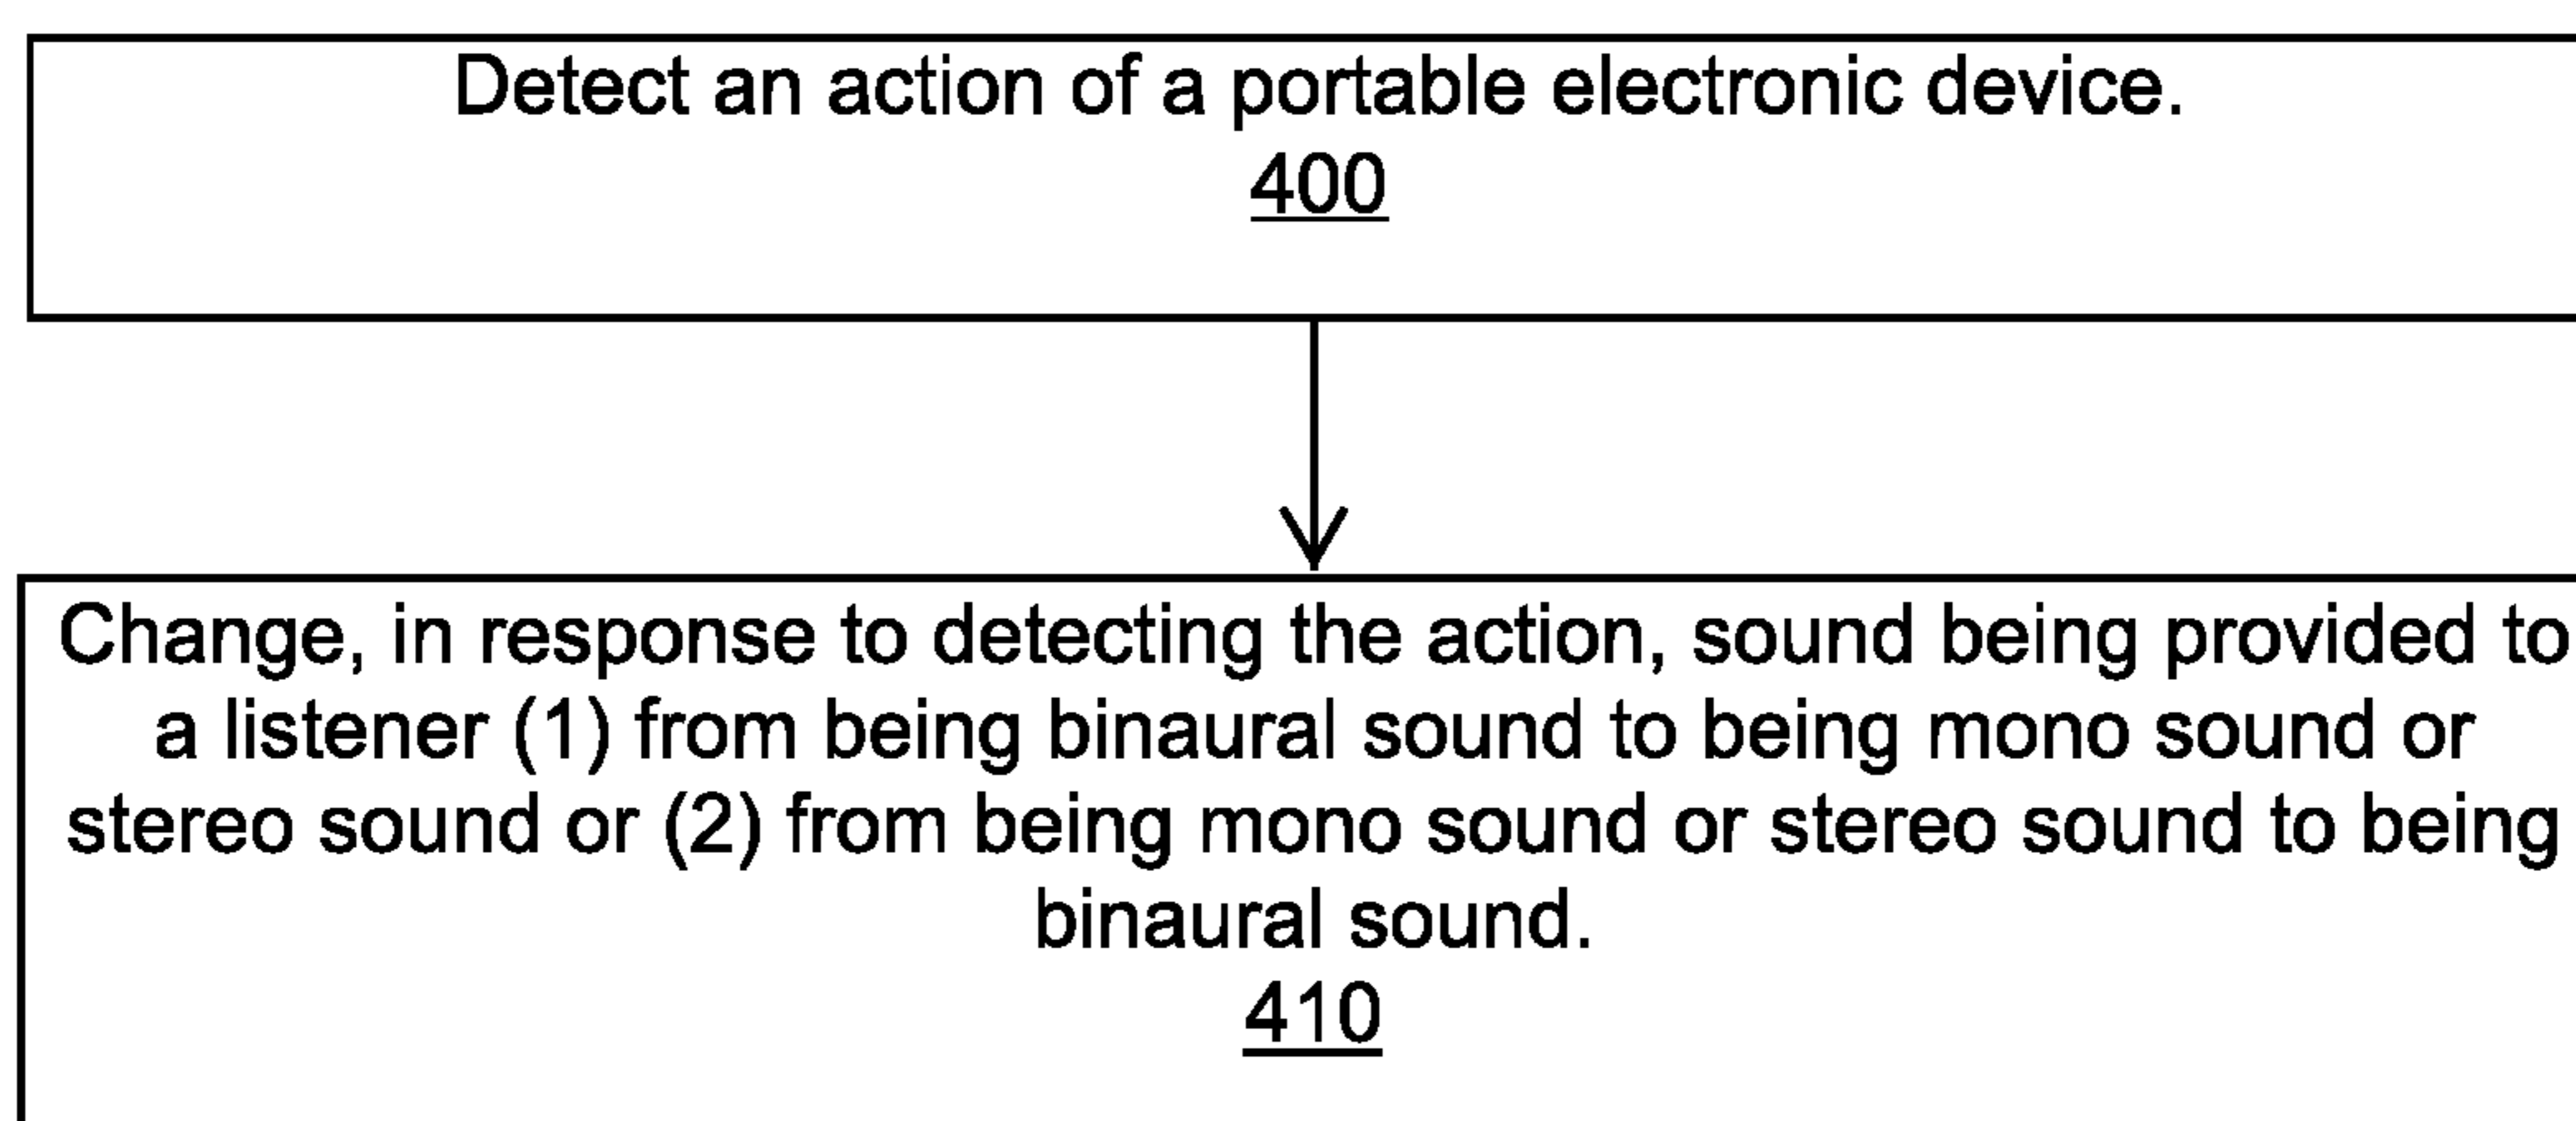 Detect an action of a portable electronic device.
400
Change, in response to detecting the action, sound being provided to
a listener (1) from being binaural sound to being mono sound or
stereo sound or (2) from being mono sound or stereo sound to being
binaural sound.
410